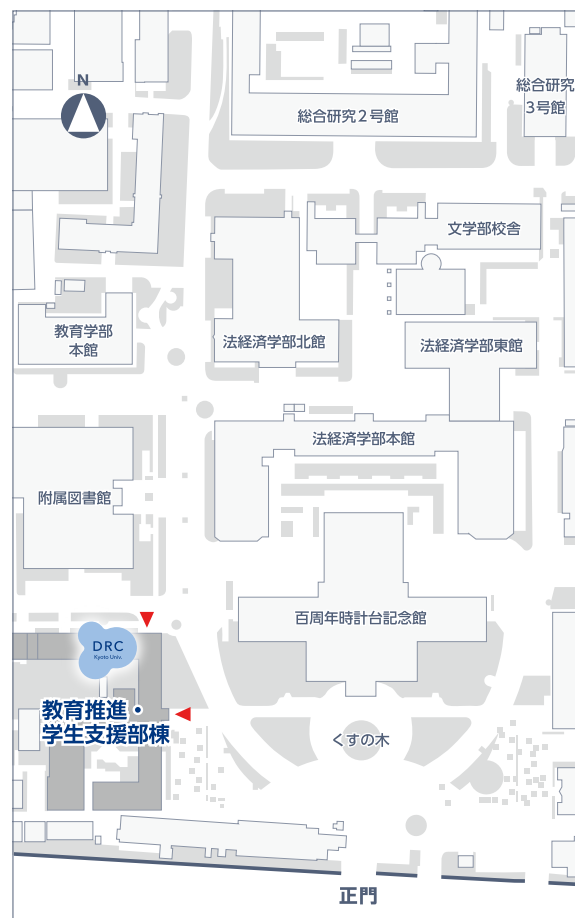 N
総合研究2号館
総合研究
3号館
文学部校舎
教育学部
本館
法経済学部北館
法経済学部東館
法経済学部本館
附属図書館
百周年時計台記念館
DRC
Kyoto Univ.
教育推進・
学生支援部棟
くすの木
正門